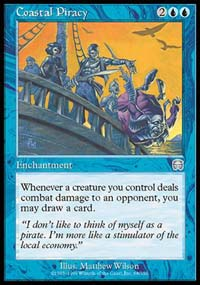 Coastal Piracy 2
Enchantment
Whenever a creature you control deals
combat damage to an opponent, you
may draw a card.
"I don't like to think of myself as a
pirate. I'm more like a stimulator of the
local economy."
Illus. Matthew Wilson